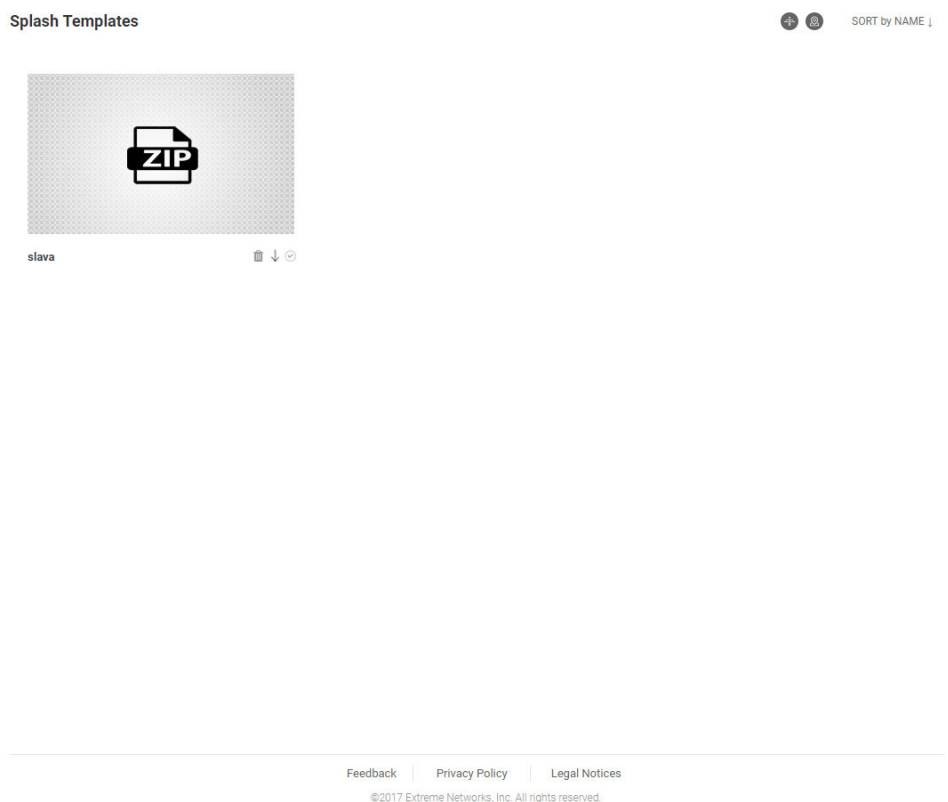 Splash Templates
SORT by NAME ↓
ZIP
slava
Feedback
Privacy Policy
Legal Notices
©2017 Extreme Networks, Inc. All rights reserved.